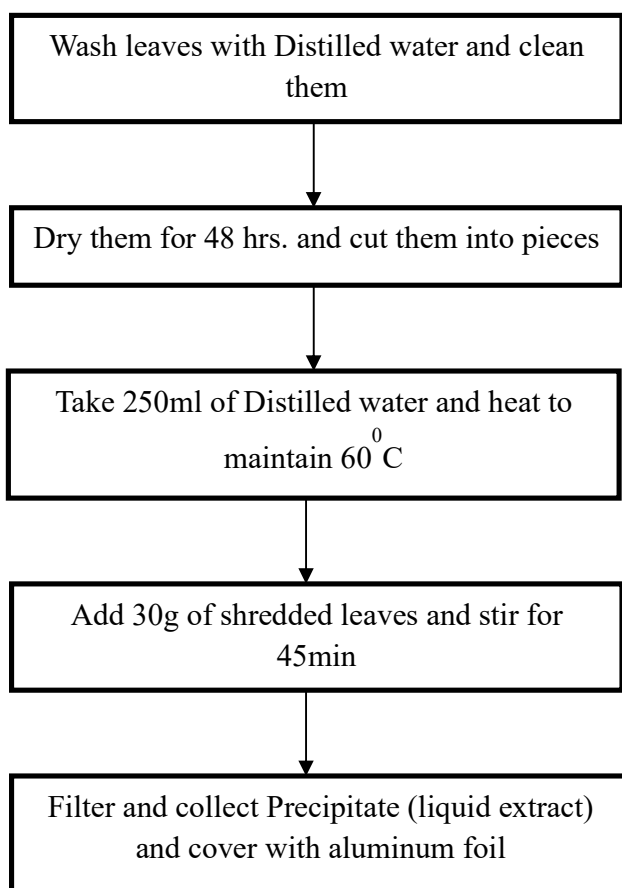 Wash leaves with Distilled water and clean
them
Dry them for 48 hrs. and cut them into pieces
Take 250ml of Distilled water and heat to
maintain 60⁰C
Add 30g of shredded leaves and stir for
45min
Filter and collect Precipitate (liquid extract)
and cover with aluminum foil